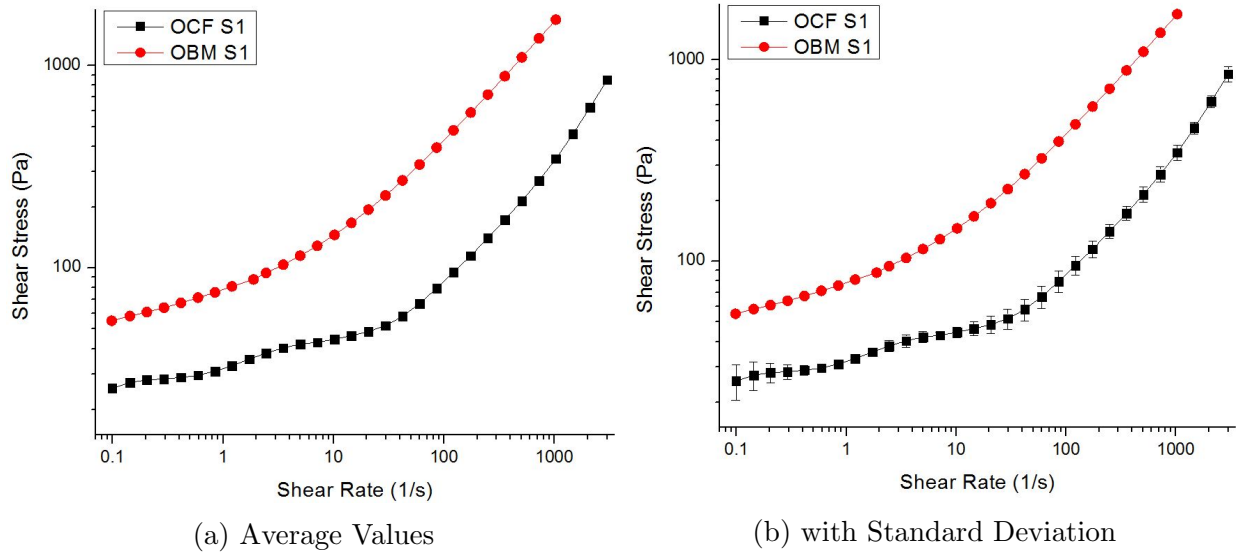 OCF S1
OBM S1
1000
100
Shear Stress (Pa)
0.1 1 10 100 1000
Shear Rate (1/s)
(a) Average Values
OCF S1
OBM S1
1000
100
Shear Stress (Pa)
0.1 1 10 100 1000
Shear Rate (1/s)
(b) with Standard Deviation